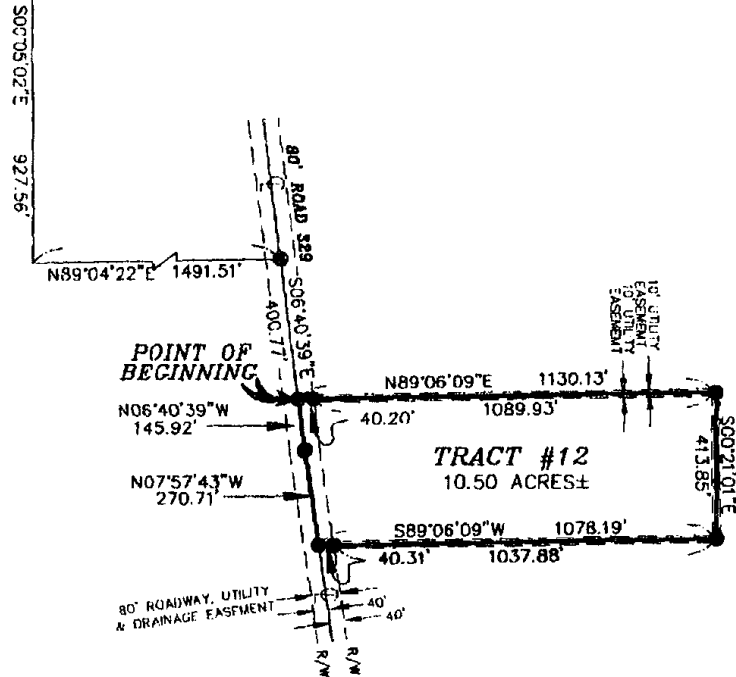 S00°05'02"E 927.56'
80' ROAD 329
N89°04'22"E 1491.51'
S06°40'39"E
400.77'
10' UTILITY
EASEMENT
10' UTILITY
EASEMENT
POINT OF
BEGINNING
N89°06'09"E 1130.13'
1089.93'
40.20'
N06°40'39"W
145.92'
S00°21'01"E
413.85'
TRACT #12
10.50 ACRES±
N07°57'43"W
270.71'
S89°06'09"W 1078.19'
40.31' 1037.88'
80' ROADWAY, UTILITY
& DRAINAGE EASEMENT
40'
40'
R/W
R/W